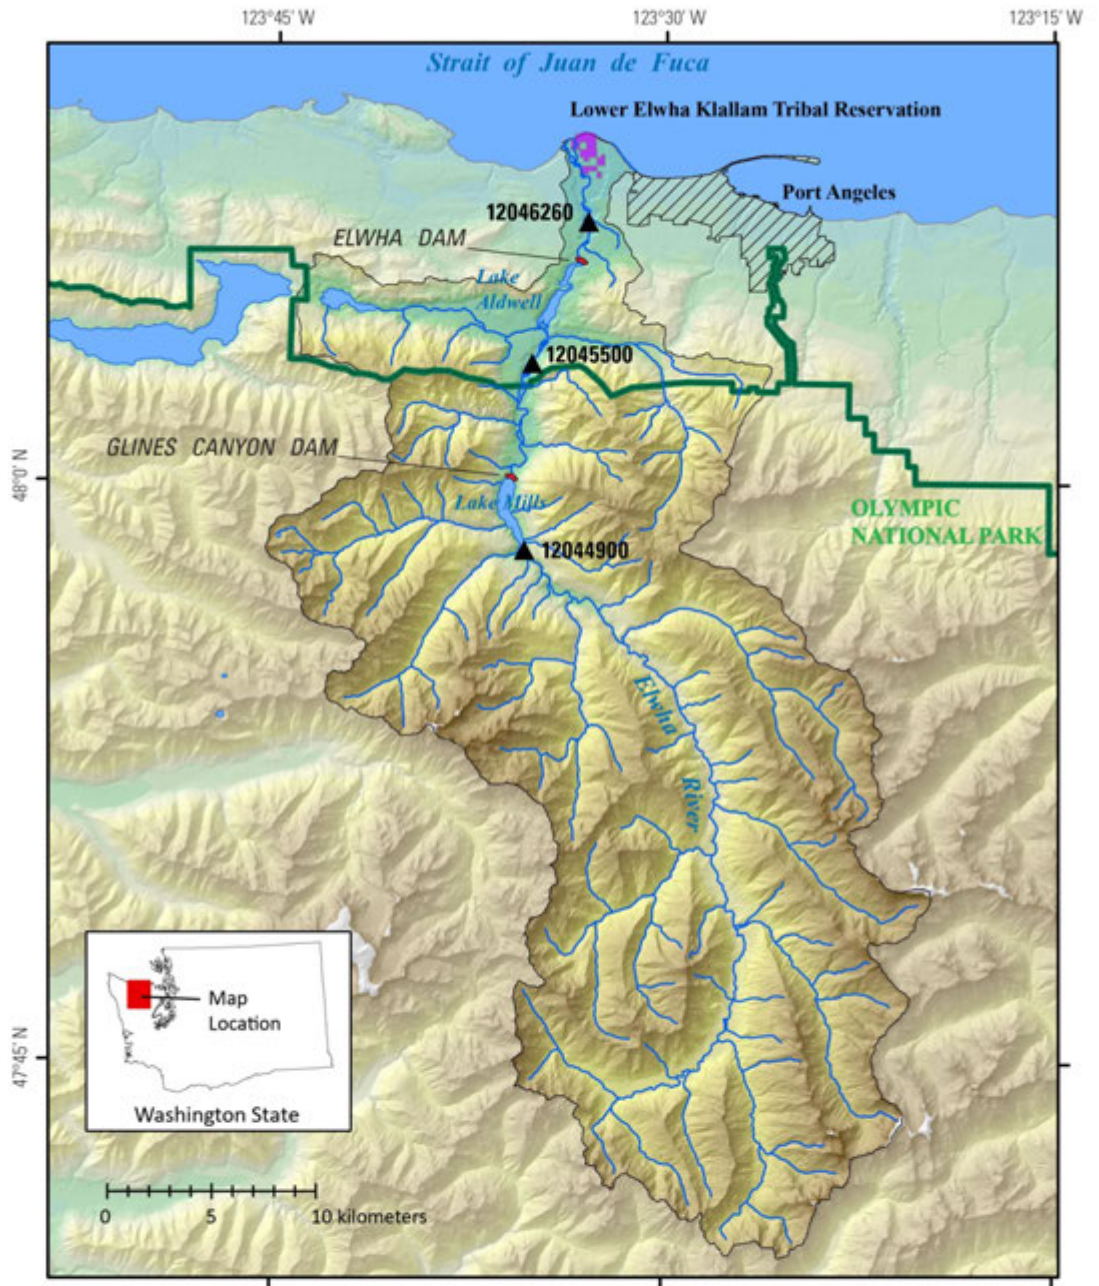 123°45' W
123°30' W
123°15' W
Strait of Juan de Fuca
Lower Elwha Klallam Tribal Reservation
Port Angeles
12046260
ELWHA DAM
Lake
Aldwell
12045500
GLINES CANYON DAM
48°0' N
Lake Mills
OLYMPIC
NATIONAL PARK
12044900
Elwha
River
Map
Location
47°45' N
Washington State
0 5 10 kilometers